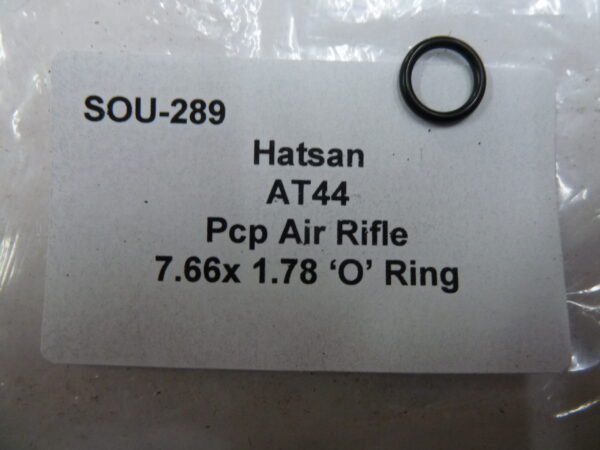 SOU-289
Hatsan
AT44
Pcp Air Rifle
7.66x 1.78 ‘O’ Ring